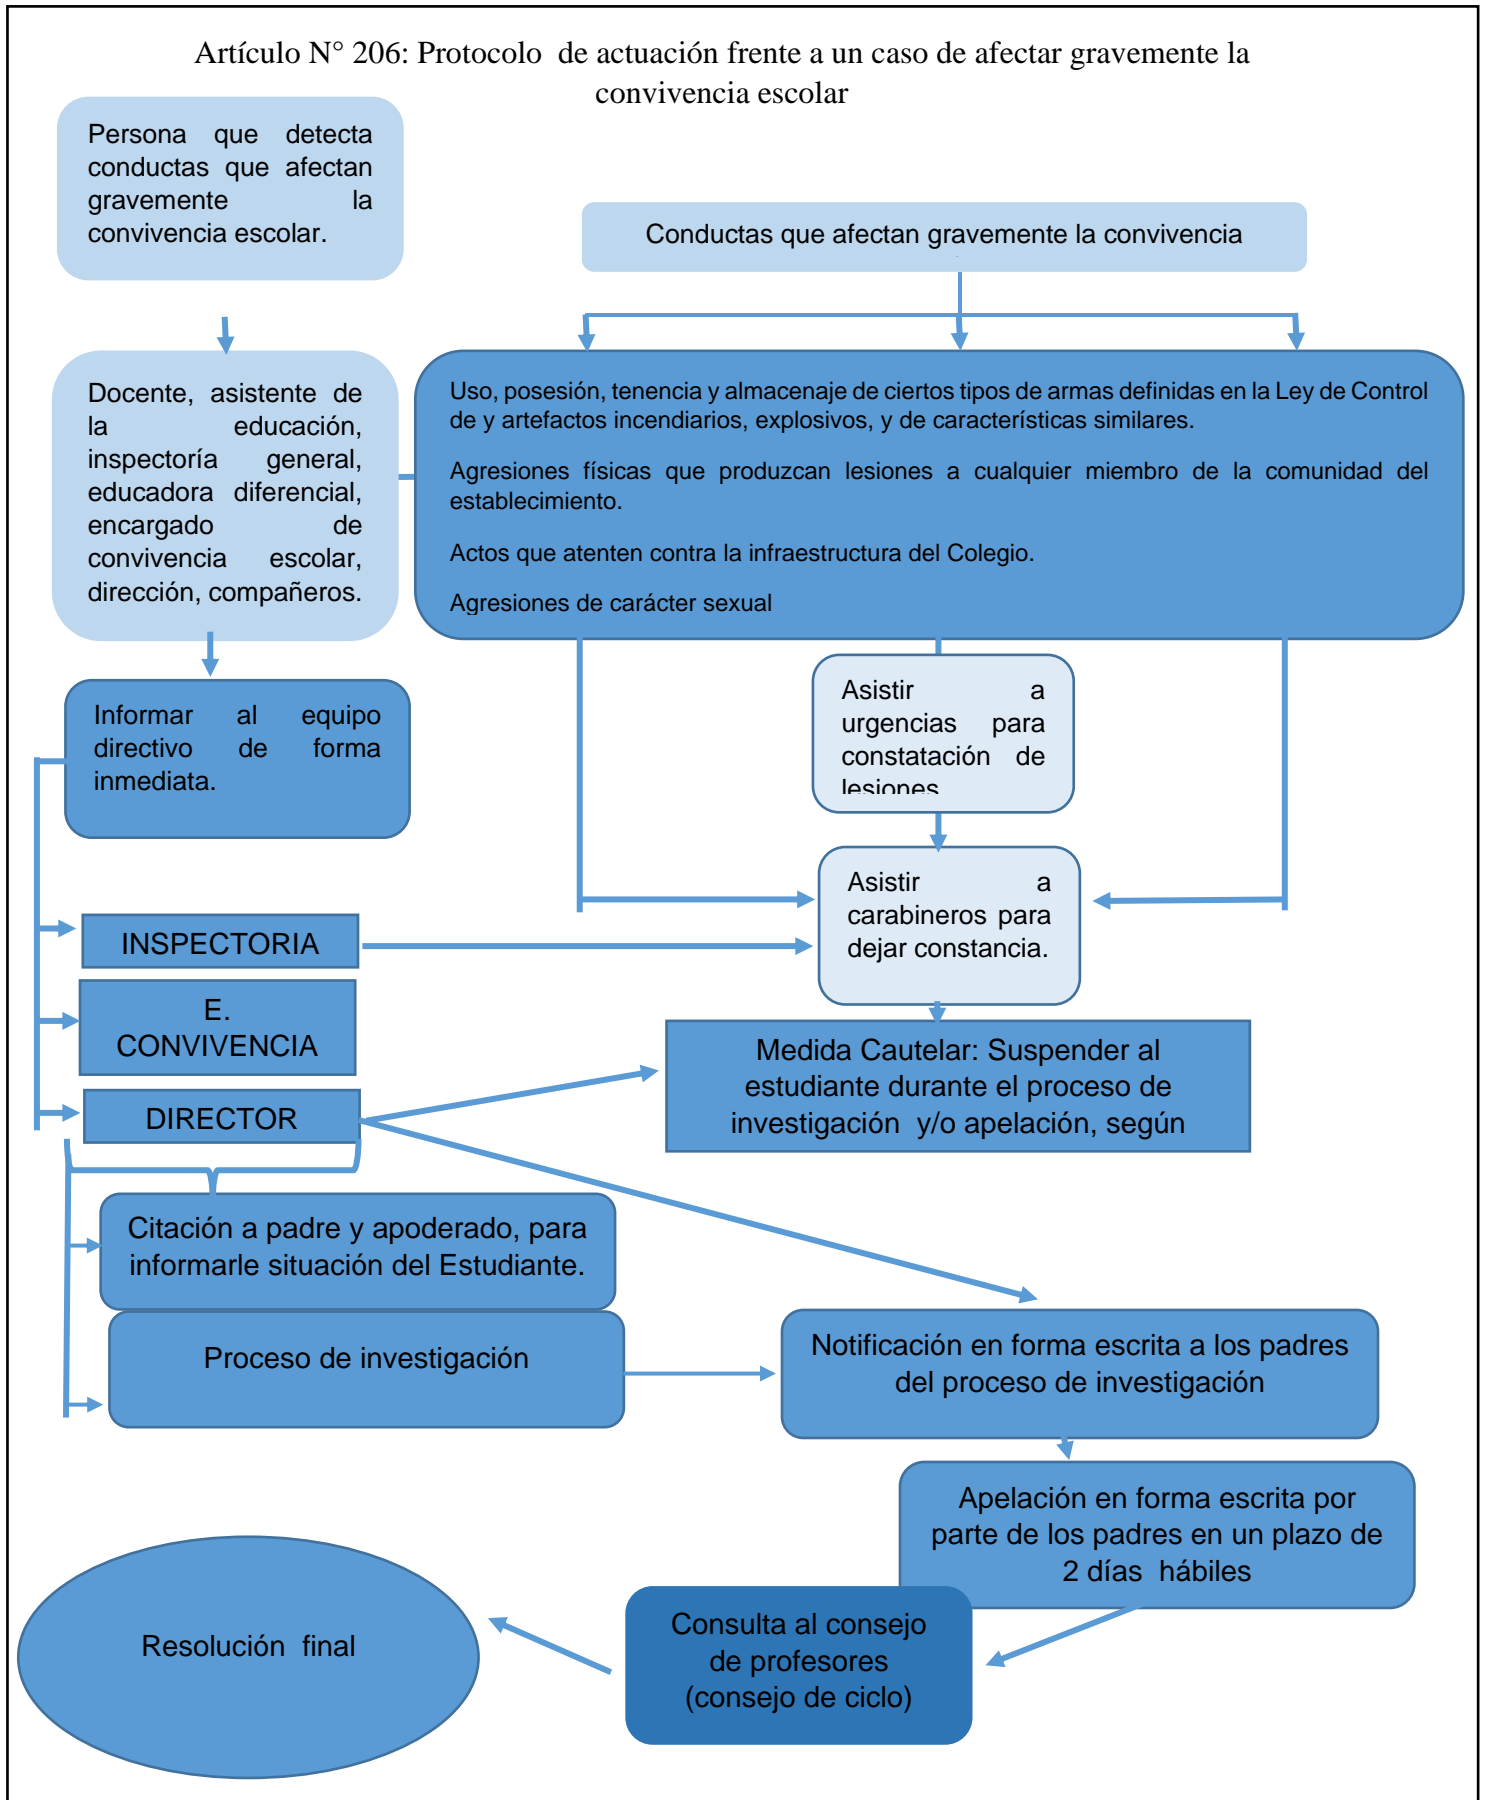 Artículo N° 206: Protocolo de actuación frente a un caso de afectar gravemente la
convivencia escolar
Persona que detecta
conductas que afectan
gravemente la
convivencia escolar.
Conductas que afectan gravemente la convivencia
Docente, asistente de
la educación,
inspectoría general,
educadora diferencial,
encargado de
convivencia escolar,
dirección, compañeros.
Uso, posesión, tenencia y almacenaje de ciertos tipos de armas definidas en la Ley de Control
de y artefactos incendiarios, explosivos, y de características similares.
Agresiones físicas que produzcan lesiones a cualquier miembro de la comunidad del
establecimiento.
Actos que atenten contra la infraestructura del Colegio.
Agresiones de carácter sexual
Informar al equipo
directivo de forma
inmediata.
Asistir a
urgencias para
constatación de
lesiones
Asistir a
carabineros para
dejar constancia.
INSPECTORIA
E.
CONVIVENCIA
DIRECTOR
Medida Cautelar: Suspender al
estudiante durante el proceso de
investigación y/o apelación, según
Citación a padre y apoderado, para
informarle situación del Estudiante.
Proceso de investigación
Notificación en forma escrita a los padres
del proceso de investigación
Apelación en forma escrita por
parte de los padres en un plazo de
2 días hábiles
Consulta al consejo
de profesores
(consejo de ciclo)
Resolución final